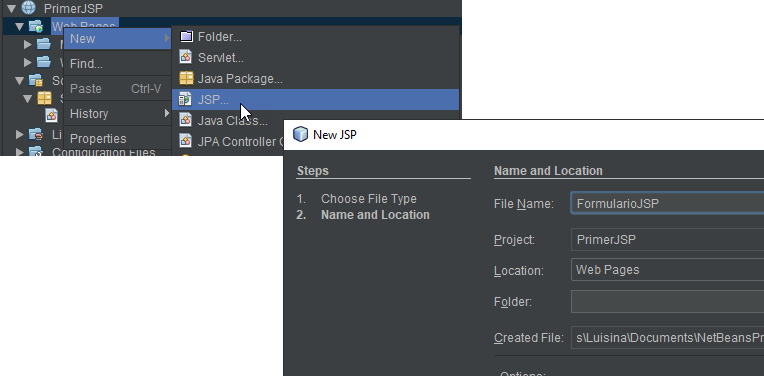 PrimerJSP
Web Pages
New
Folder...
Servlet...
Find...
Java Package...
Paste Ctrl-V
JSP...
History
Java Class...
Properties
JPA Controller
Configuration Files
New JSP
Steps
1. Choose File Type
2. Name and Location
Name and Location
File Name: FormularioJSP
Project: PrimerJSP
Location: Web Pages
Folder:
Created File: s\Luisina\Documents\NetBeansPr
Options: